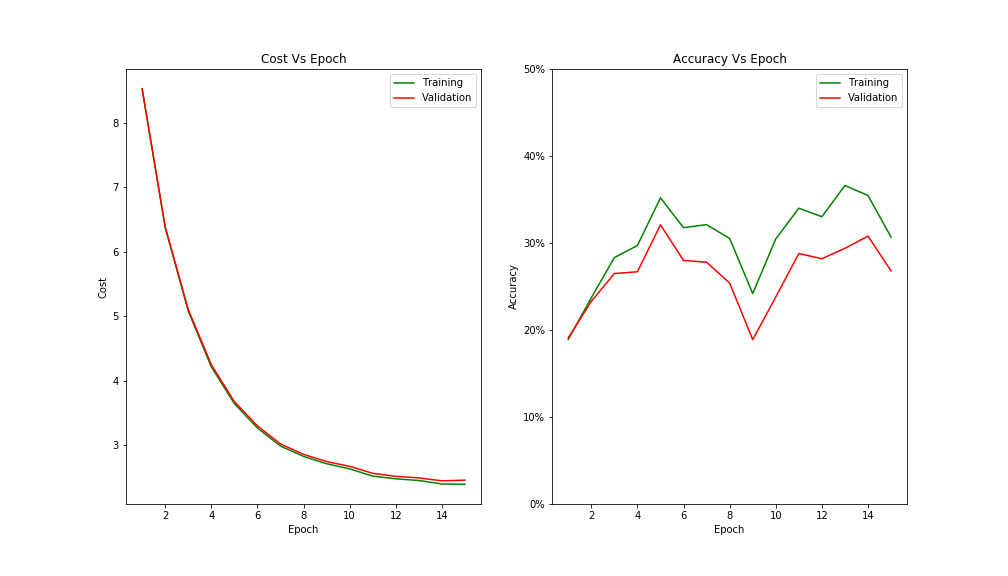 Cost Vs Epoch
Training
Validation
8
7
6
5
4
3
Cost
2 4 6 8 10 12 14
Epoch
Accuracy Vs Epoch
Training
Validation
50%
40%
30%
20%
10%
0%
Accuracy
2 4 6 8 10 12 14
Epoch